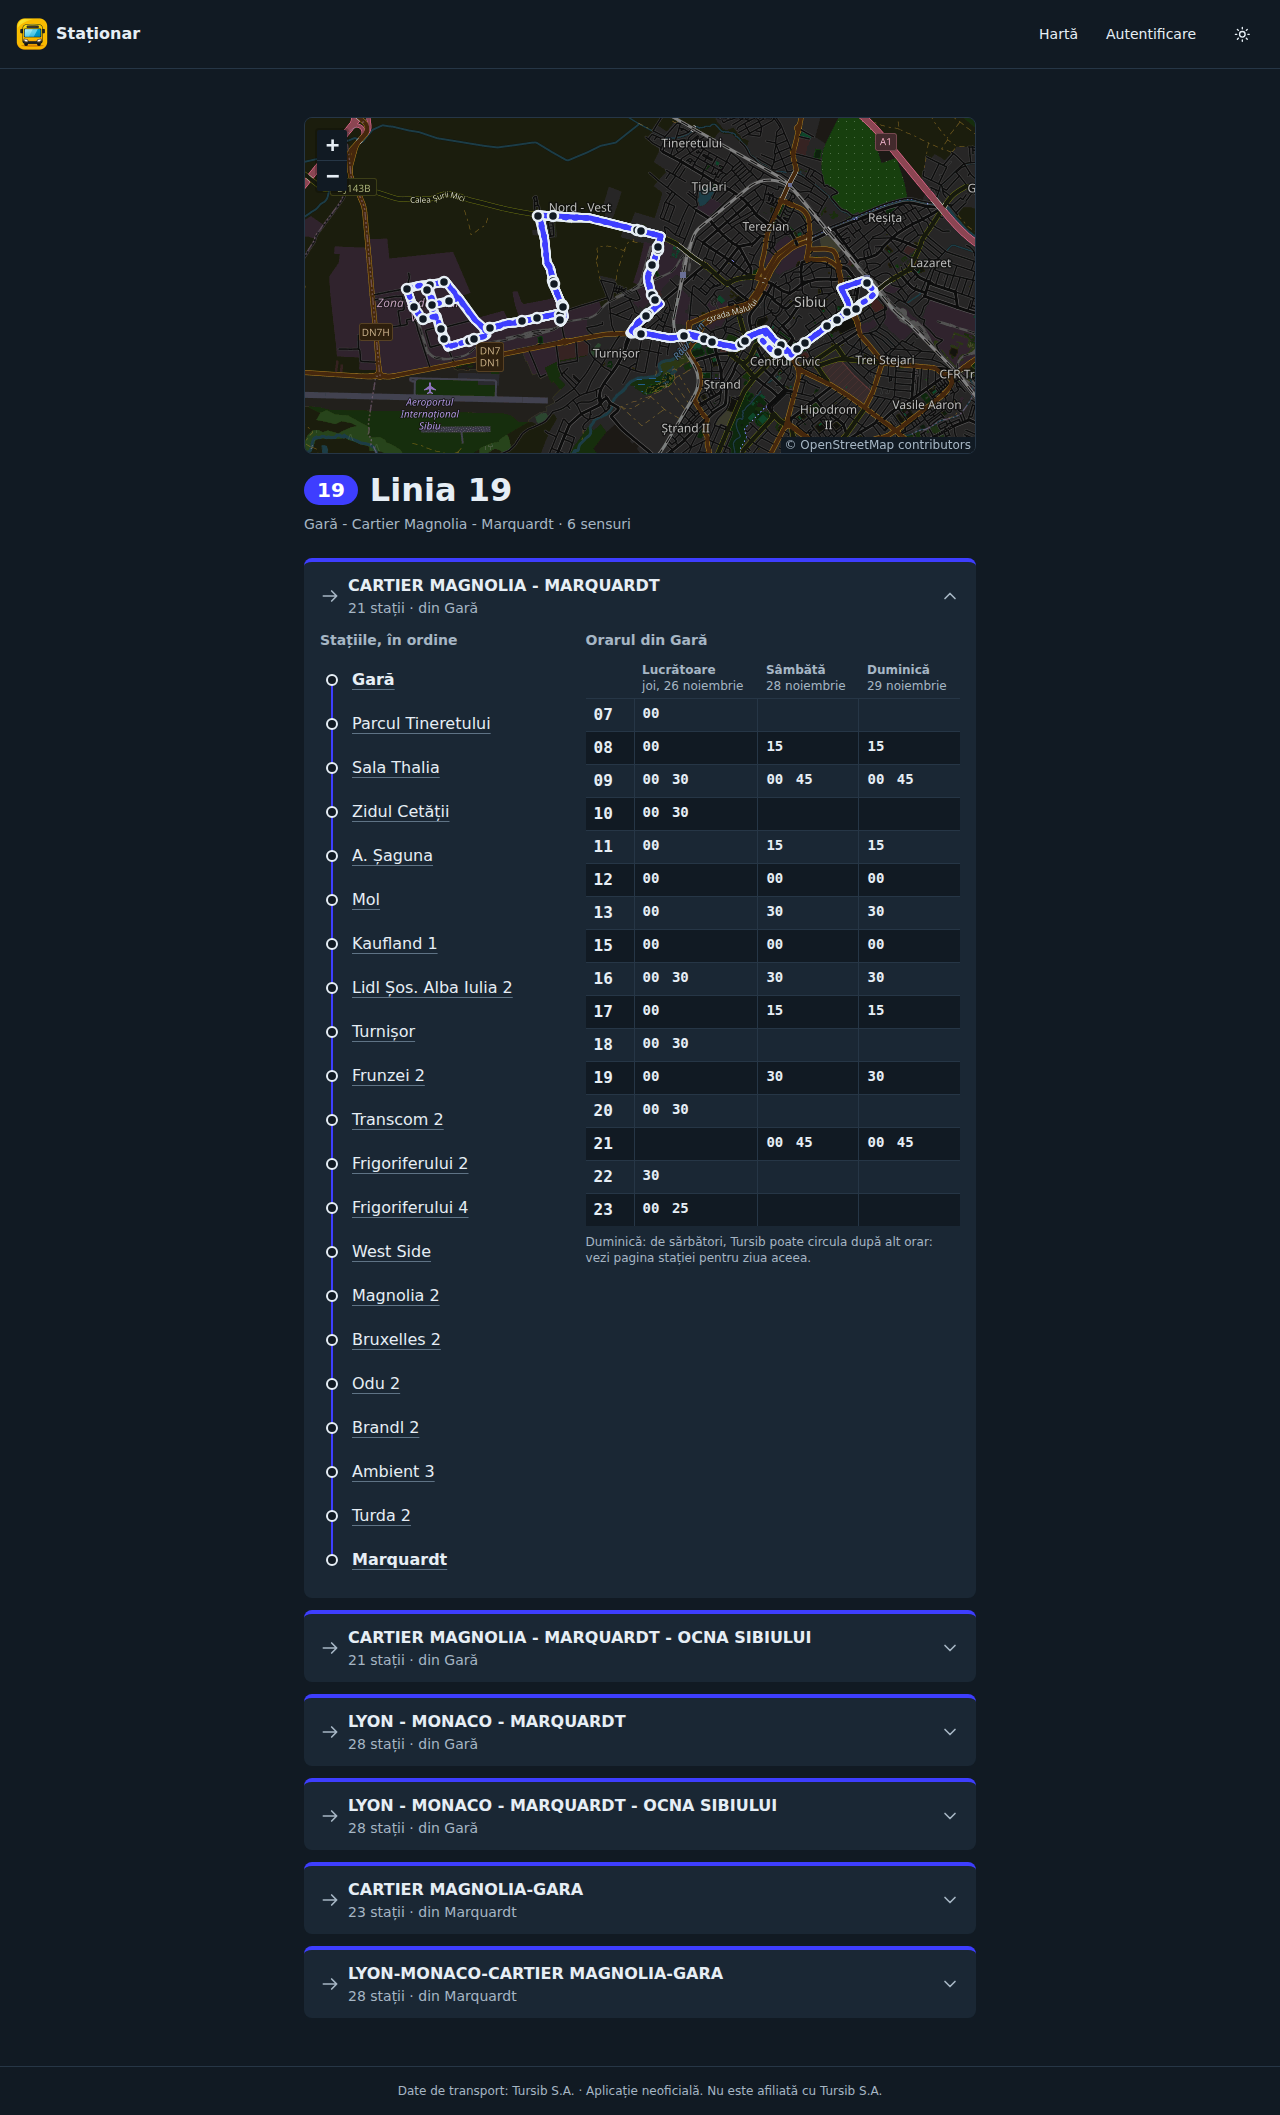 Staționar
Hartă
Autentificare
+
−
143B
Calea Șurii Mici
Nord - Vest
Tineretului
Țiglari
Terezian
A1
Reșița
Lazaret
G
Zona
DN7H
Sibiu
Strada Malului
Turnișor
DN7
DN1
Centrul Civic
Trei Stejari
CFR Tr
Ștrand
Aeroportul
Internațional
Sibiu
Hipodrom
II
Vasile Aaron
Ștrand II
© OpenStreetMap contributors
19 Linia 19
Gară - Cartier Magnolia - Marquardt · 6 sensuri
CARTIER MAGNOLIA - MARQUARDT
21 stații · din Gară
Stațiile, în ordine
Gară
Parcul Tineretului
Sala Thalia
Zidul Cetății
A. Șaguna
Mol
Kaufland 1
Lidl Șos. Alba Iulia 2
Turnișor
Frunzei 2
Transcom 2
Frigoriferului 2
Frigoriferului 4
West Side
Magnolia 2
Bruxelles 2
Odu 2
Brandl 2
Ambient 3
Turda 2
Marquardt
Orarul din Gară
Lucrătoare Sâmbătă Duminică
joi, 26 noiembrie 28 noiembrie 29 noiembrie
07 00
08 00 15 15
09 00 30 00 45 00 45
10 00 30
11 00 15 15
12 00 00 00
13 00 30 30
15 00 00 00
16 00 30 30 30
17 00 15 15
18 00 30
19 00 30 30
20 00 30
21 00 45 00 45
22 30
23 00 25
Duminică: de sărbători, Tursib poate circula după alt orar:
vezi pagina stației pentru ziua aceea.
CARTIER MAGNOLIA - MARQUARDT - OCNA SIBIULUI
21 stații · din Gară
LYON - MONACO - MARQUARDT
28 stații · din Gară
LYON - MONACO - MARQUARDT - OCNA SIBIULUI
28 stații · din Gară
CARTIER MAGNOLIA-GARA
23 stații · din Marquardt
LYON-MONACO-CARTIER MAGNOLIA-GARA
28 stații · din Marquardt
Date de transport: Tursib S.A. · Aplicație neoficială. Nu este afiliată cu Tursib S.A.